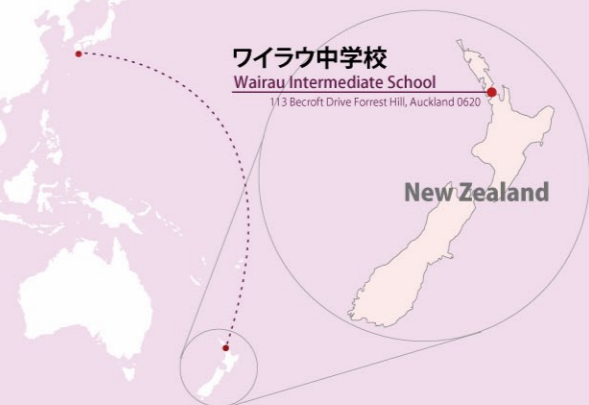 ワイラウ中学校
Wairau Intermediate School
113 Becroft Drive Forrest Hill, Auckland 0620
New Zealand